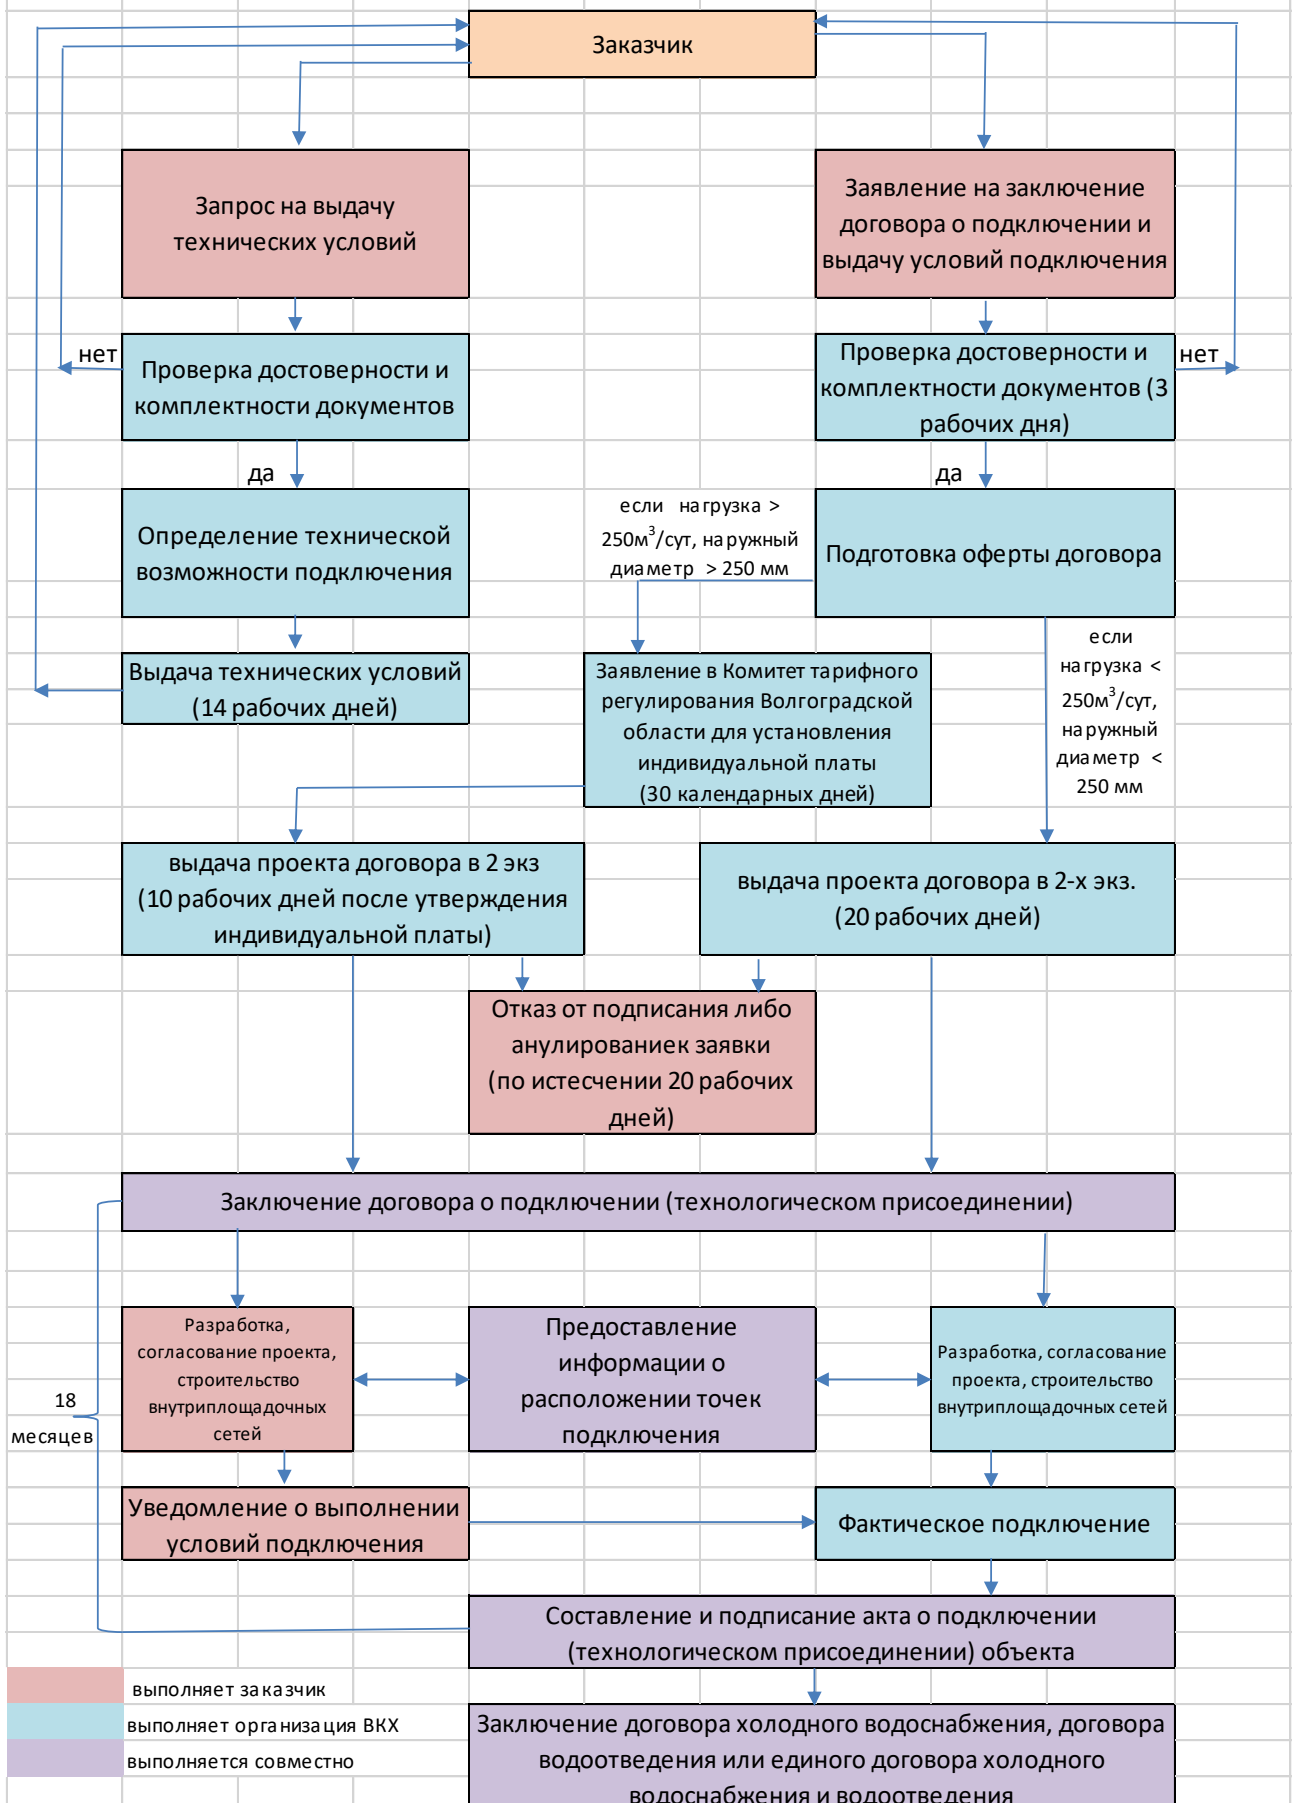 Заказчик
Запрос на выдачу
технических условий
Заявление на заключение
договора о подключении и
выдачу условий подключения
нет
Проверка достоверности и
комплектности документов
Проверка достоверности и
комплектности документов (3
рабочих дня)
нет
да
да
Определение технической
возможности подключения
если нагрузка >
250м³/сут, наружный
диаметр > 250 мм
Подготовка оферты договора
Выдача технических условий
(14 рабочих дней)
Заявление в Комитет тарифного
регулирования Волгоградской
области для установления
индивидуальной платы
(30 календарных дней)
если
нагрузка <
250м³/сут,
наружный
диаметр <
250 мм
выдача проекта договора в 2 экз
(10 рабочих дней после утверждения
индивидуальной платы)
выдача проекта договора в 2-х экз.
(20 рабочих дней)
Отказ от подписания либо
анулированиек заявки
(по истесчении 20 рабочих
дней)
Заключение договора о подключении (технологическом присоединении)
Разработка,
согласование проекта,
строительство
внутриплощадочных
сетей
Предоставление
информации о
расположении точек
подключения
Разработка, согласование
проекта, строительство
внутриплощадочных сетей
18
месяцев
Уведомление о выполнении
условий подключения
Фактическое подключение
Составление и подписание акта о подключении
(технологическом присоединении) объекта
выполняет заказчик
выполняет организация ВКХ
выполняется совместно
Заключение договора холодного водоснабжения, договора
водоотведения или единого договора холодного
водоснабжения и водоотведения